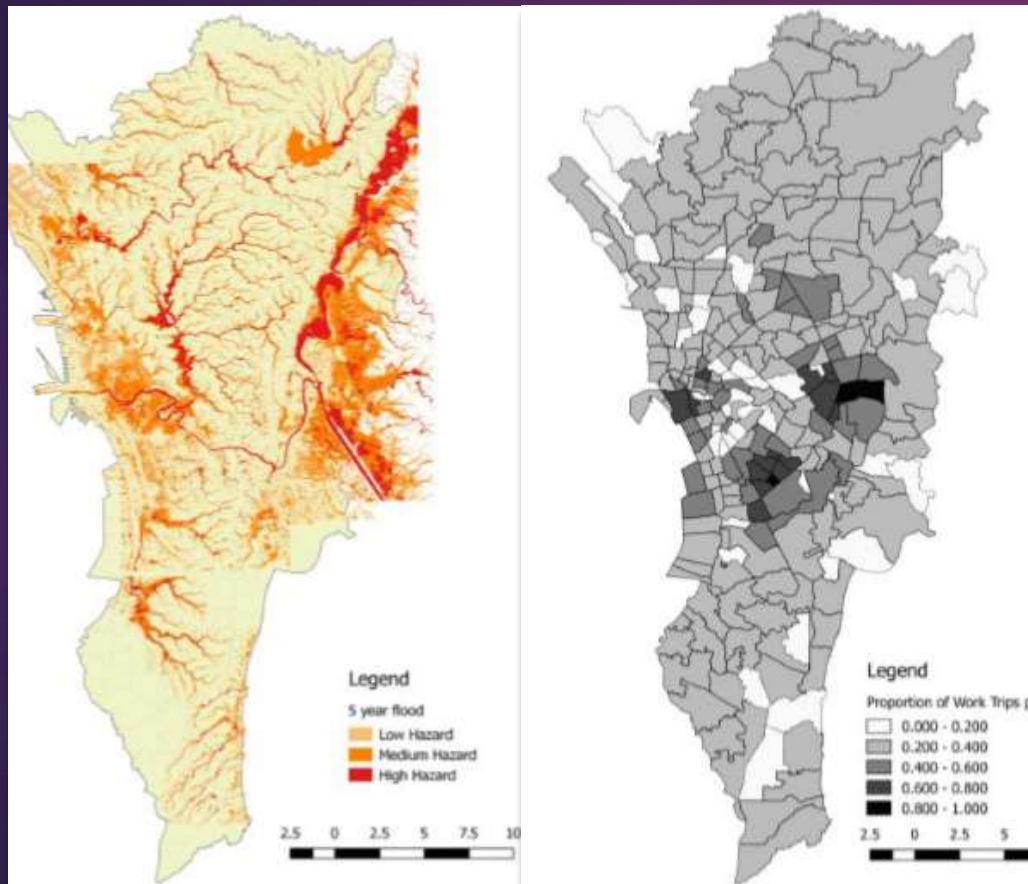 Legend
5 year flood
Low Hazard
Medium Hazard
High Hazard
2.5 0 2.5 5 7.5 10
Legend
Proportion of Work Trips p
0.000 - 0.200
0.200 - 0.400
0.400 - 0.600
0.600 - 0.800
0.800 - 1.000
2.5 0 2.5 5